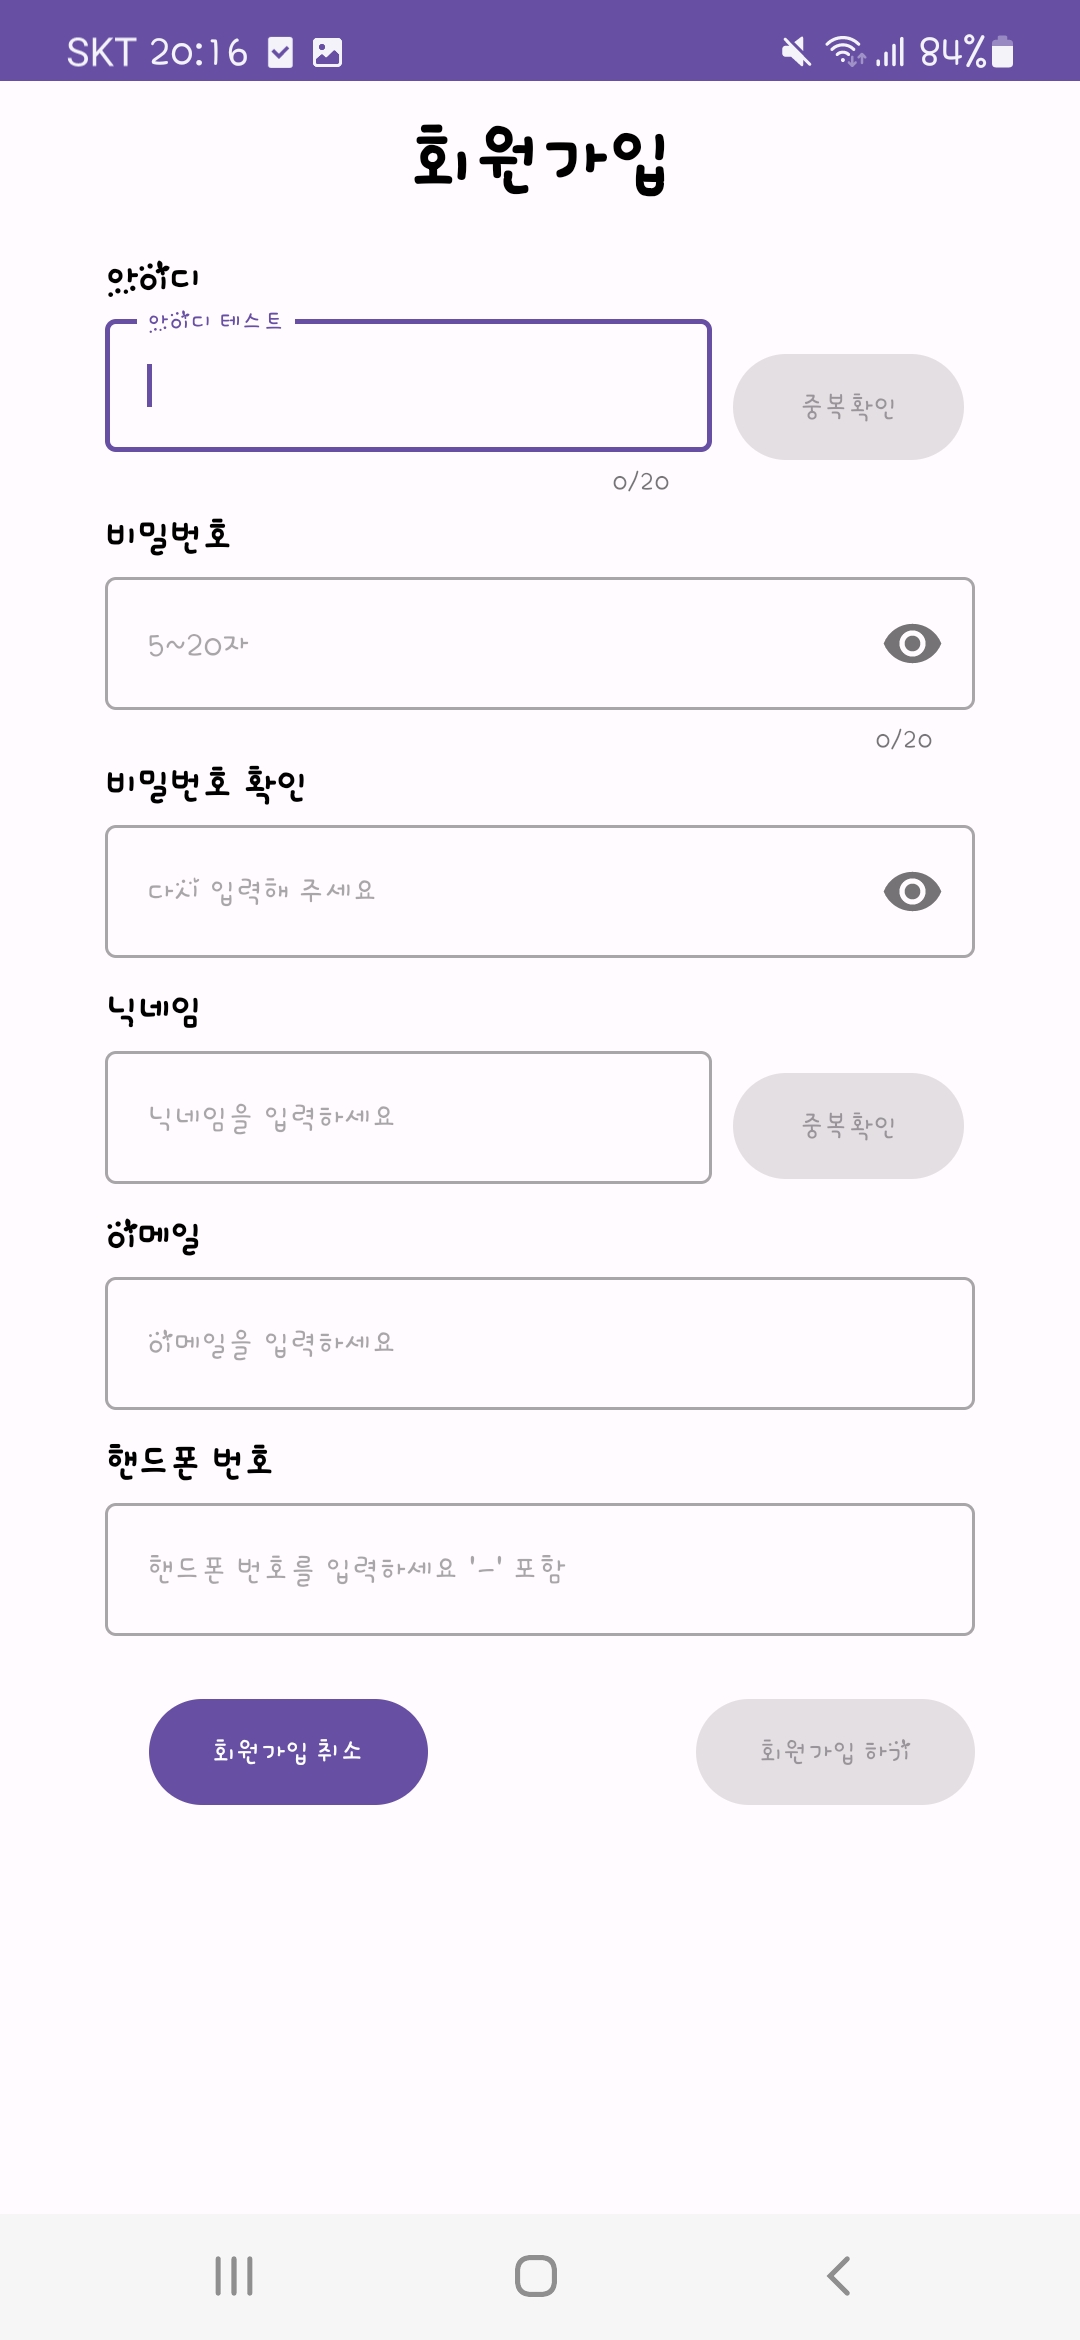 SKT 20:16 84%
회원가입
아이디
아이디 테스트
중복확인
0/20
비밀번호
5~20자
0/20
비밀번호 확인
다시 입력해 주세요
닉네임
닉네임을 입력하세요
중복확인
이메일
이메일을 입력하세요
핸드폰 번호
핸드폰 번호를 입력하세요 '-' 포함
회원가입 취소
회원가입 하기